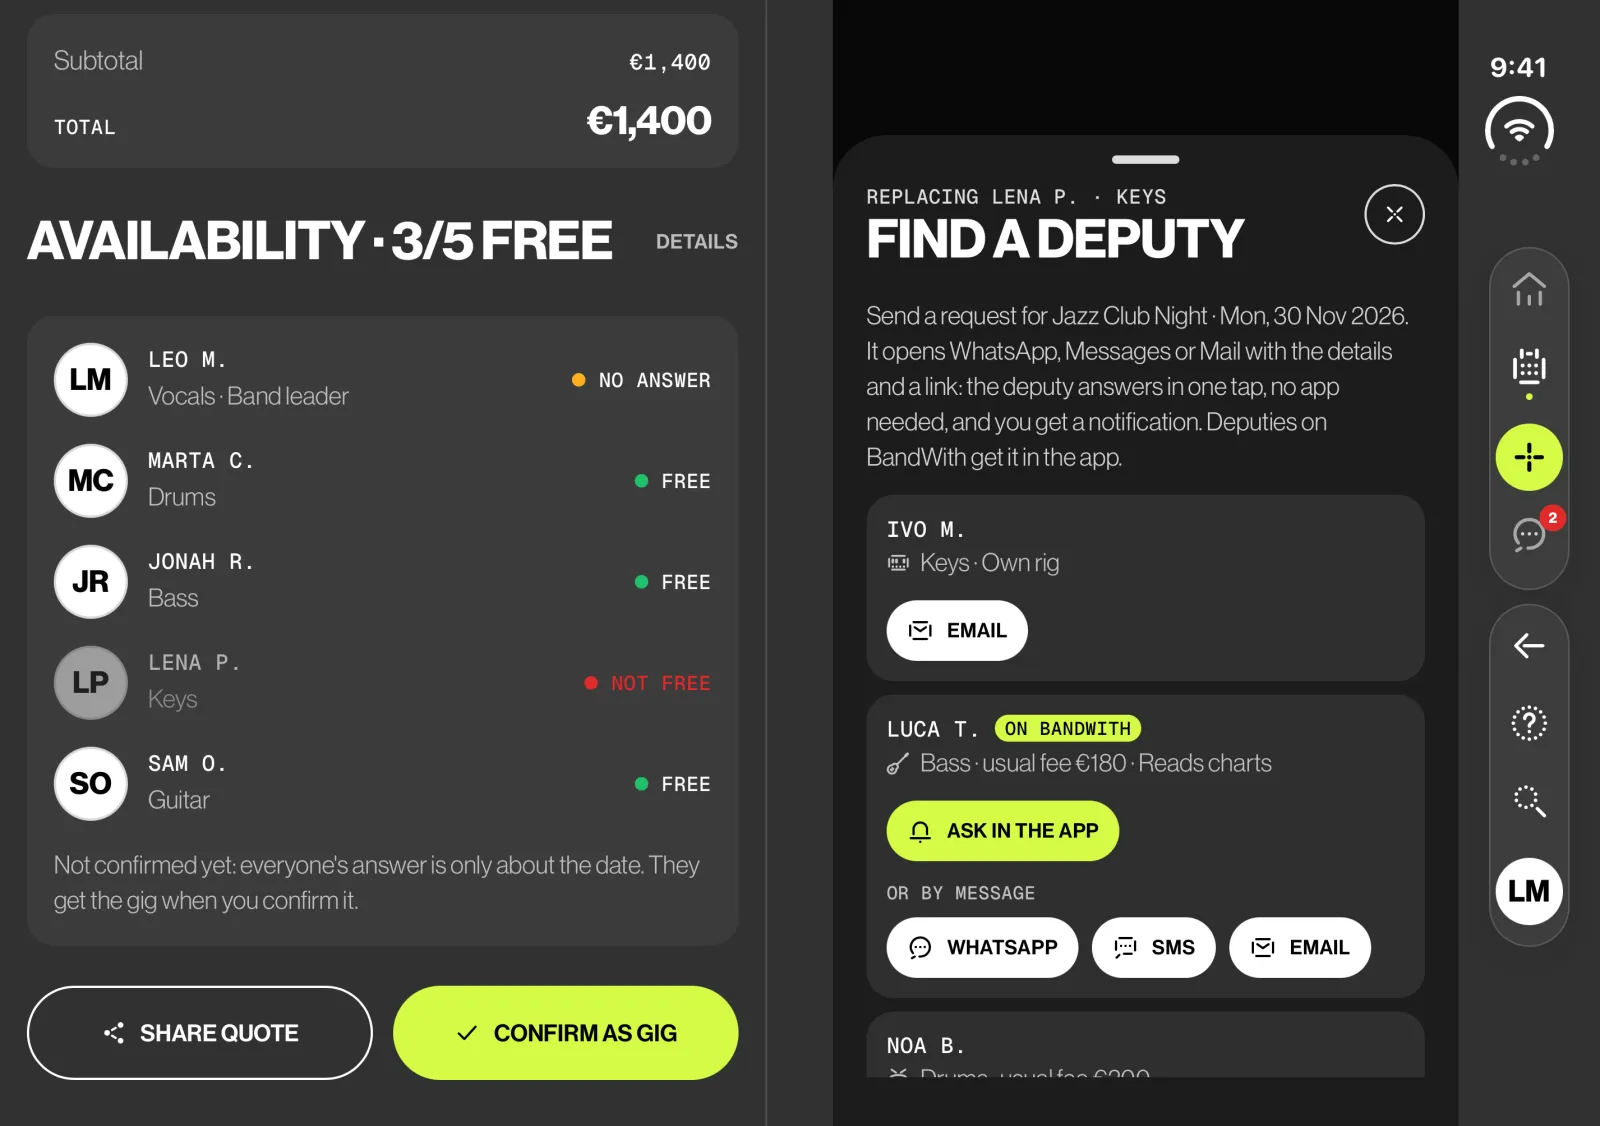 Subtotal €1,400
TOTAL €1,400
AVAILABILITY · 3/5 FREE DETAILS
LM LEO M.
Vocals · Band leader
NO ANSWER
MC MARTA C.
Drums
FREE
JR JONAH R.
Bass
FREE
LP LENA P.
Keys
NOT FREE
SO SAM O.
Guitar
FREE
Not confirmed yet: everyone's answer is only about the date. They
get the gig when you confirm it.
SHARE QUOTE
CONFIRM AS GIG
REPLACING LENA P. · KEYS
FIND A DEPUTY
Send a request for Jazz Club Night · Mon, 30 Nov 2026.
It opens WhatsApp, Messages or Mail with the details
and a link: the deputy answers in one tap, no app
needed, and you get a notification. Deputies on
BandWith get it in the app.
IVO M.
Keys · Own rig
EMAIL
LUCA T. ON BANDWITH
Bass · usual fee €180 · Reads charts
ASK IN THE APP
OR BY MESSAGE
WHATSAPP SMS EMAIL
NOA B.
Drums · usual fee €200
9:41
2
LM